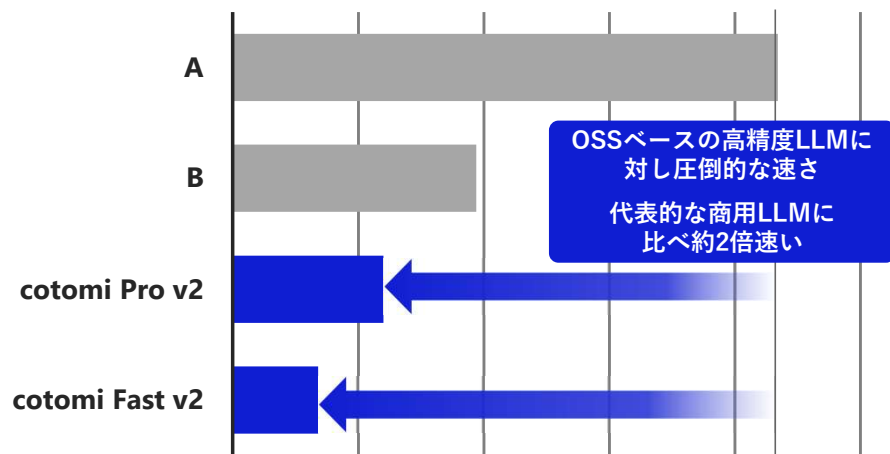 A
OSSベースの高精度LLMに
対し圧倒的な速さ
B
代表的な商用LLMに
比べ約2倍速い
cotomi Pro v2
cotomi Fast v2